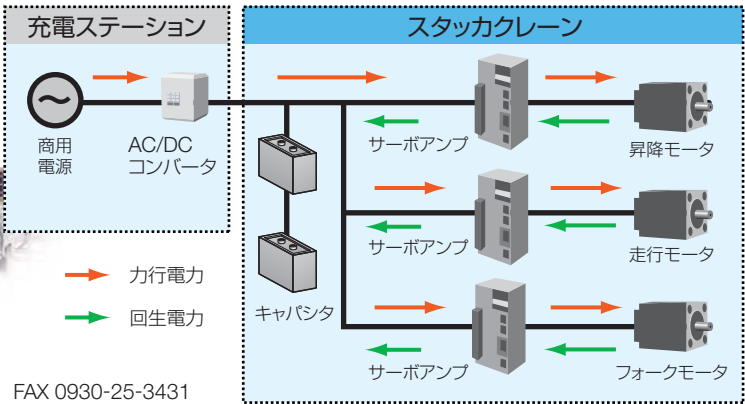 充電ステーション
スタッカクレーン
商用
電源
AC/DC
コンバータ
サーボアンプ
昇降モータ
サーボアンプ
走行モータ
力行電力
回生電力
キャパシタ
サーボアンプ
フォークモータ
FAX 0930-25-3431